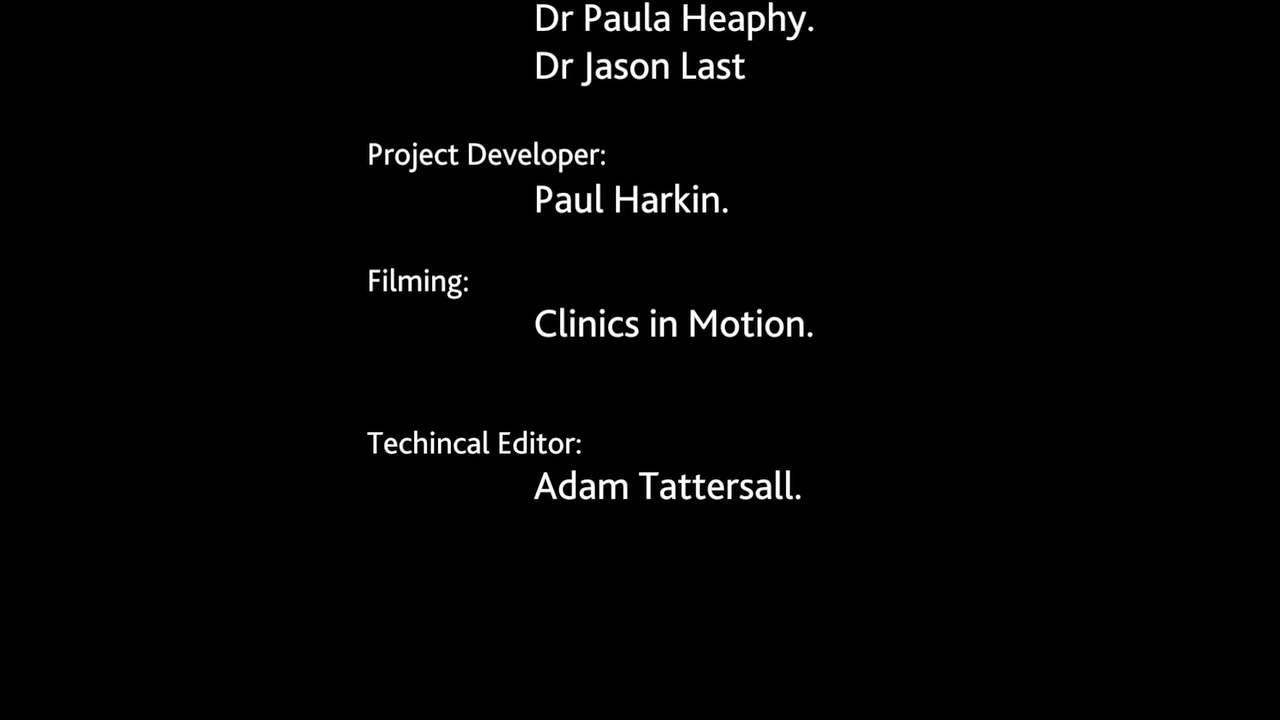 Dr Paula Heaphy.
Dr Jason Last
Project Developer:
Paul Harkin.
Filming:
Clinics in Motion.
Techincal Editor:
Adam Tattersall.